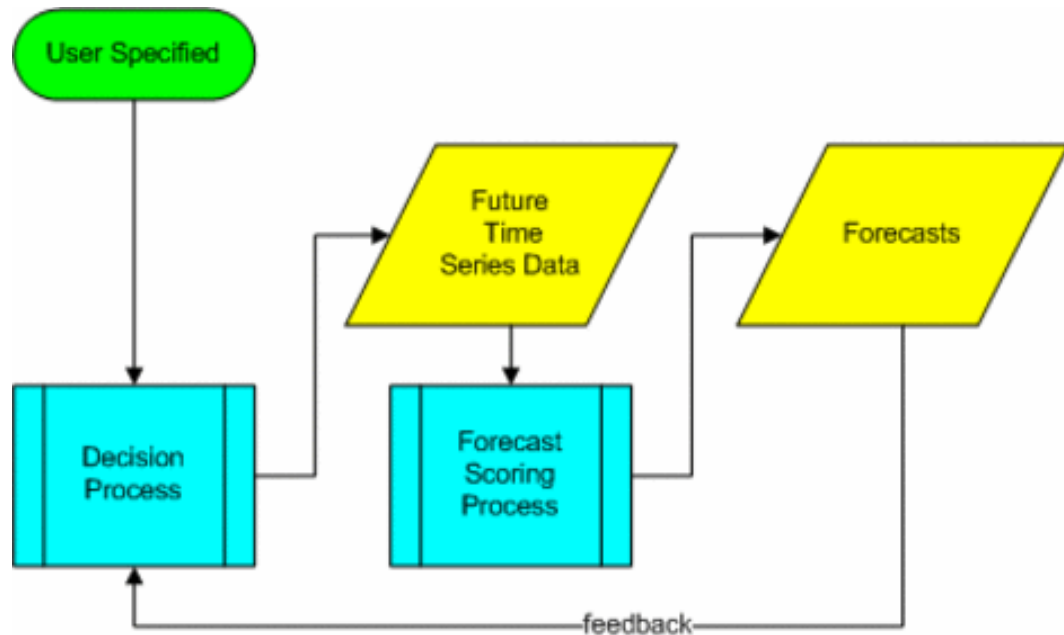 User Specified
Future
Time
Series Data
Forecasts
Decision
Process
Forecast
Scoring
Process
feedback